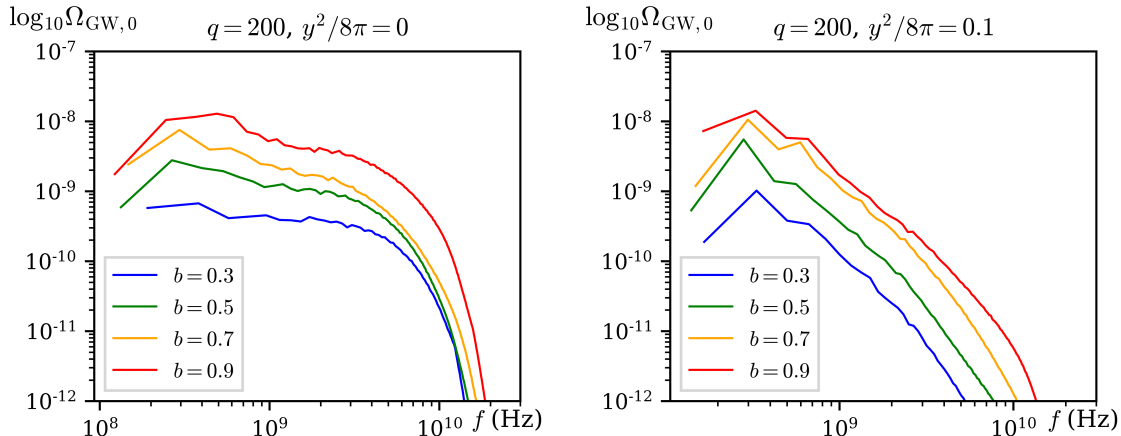 log₁₀Ω_GW, 0
q = 200, y²/8π = 0
10⁻⁷
10⁻⁸
10⁻⁹
10⁻¹⁰
10⁻¹¹
10⁻¹²
b = 0.3
b = 0.5
b = 0.7
b = 0.9
10⁸
10⁹
10¹⁰
f (Hz)
log₁₀Ω_GW, 0
q = 200, y²/8π = 0.1
10⁻⁷
10⁻⁸
10⁻⁹
10⁻¹⁰
10⁻¹¹
10⁻¹²
b = 0.3
b = 0.5
b = 0.7
b = 0.9
10⁹
10¹⁰
f (Hz)